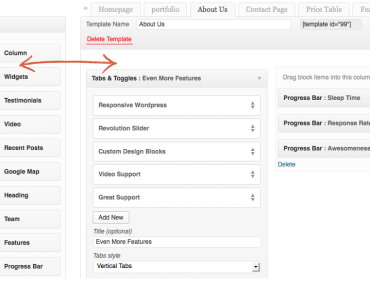 « Homepage portfolio About Us Contact Page Price Table
Template Name About Us [template id="99"]
Delete Template
Column
Widgets
Testimonials
Video
Recent Posts
Google Map
Heading
Team
Features
Progress Bar
Tabs & Toggles : Even More Features
Responsive Wordpress
Revolution Slider
Custom Design Blocks
Video Support
Great Support
Add New
Title (optional)
Even More Features
Tabs style
Vertical Tabs
Drag block items into this colum
Progress Bar : Sleep Time
Progress Bar : Response Rate
Progress Bar : Awesomeness
Delete